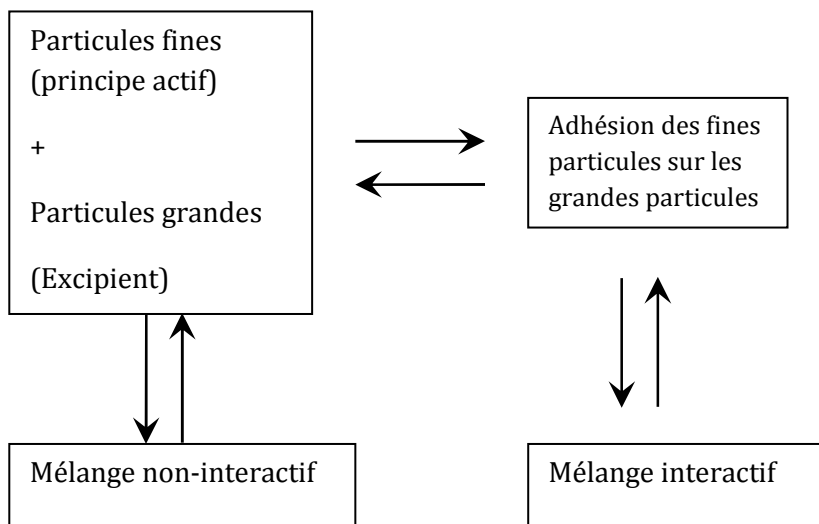 Particules fines
(principe actif)
+
Particules grandes
(Excipient)
Adhésion des fines
particules sur les
grandes particules
Mélange non-interactif
Mélange interactif